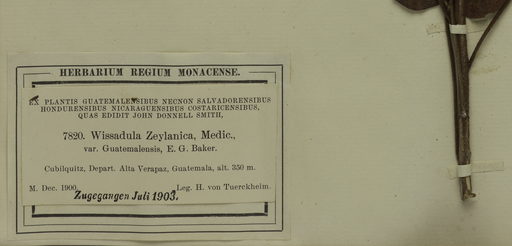 HERBARIUM REGIUM MONACENSE.
EX PLANTIS GUATEMALENSIBUS NECNON SALVADORENSIBUS
HONDURENSIBUS NICARAGUENSIBUS COSTARICENSIBUS,
QUAS EDIDIT JOHN DONNELL SMITH,
7820. Wissadula Zeylanica, Medic.,
var. Guatemalensis, E. G. Baker.
Cubilquitz, Depart. Alta Verapaz, Guatemala, alt. 350 m.
M. Dec. 1900. Leg. H. von Tuerckheim.
Zugegangen Juli 1903.